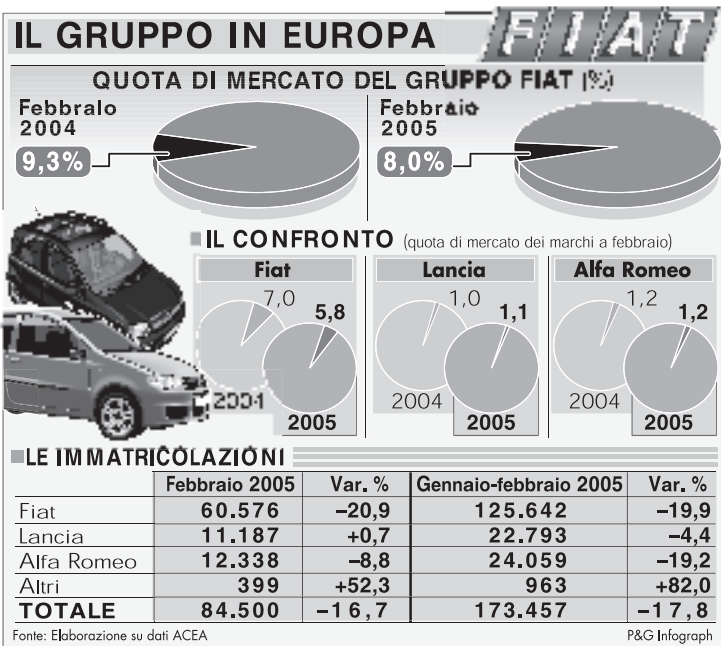 IL GRUPPO IN EUROPA
FIAT
QUOTA DI MERCATO DEL GRUPPO FIAT (%)
Febbraio 2004
9,3%
Febbraio 2005
8,0%
IL CONFRONTO (quota di mercato dei marchi a febbraio)
Fiat
7,0
5,8
2004
2005
Lancia
1,0
1,1
2004
2005
Alfa Romeo
1,2
1,2
2004
2005
LE IMMATRICOLAZIONI
Febbraio 2005 Var. % Gennaio-febbraio 2005 Var. %
Fiat 60.576 –20,9 125.642 –19,9
Lancia 11.187 +0,7 22.793 –4,4
Alfa Romeo 12.338 –8,8 24.059 –19,2
Altri 399 +52,3 963 +82,0
TOTALE 84.500 –16,7 173.457 –17,8
Fonte: Elaborazione su dati ACEA P&G Infograph